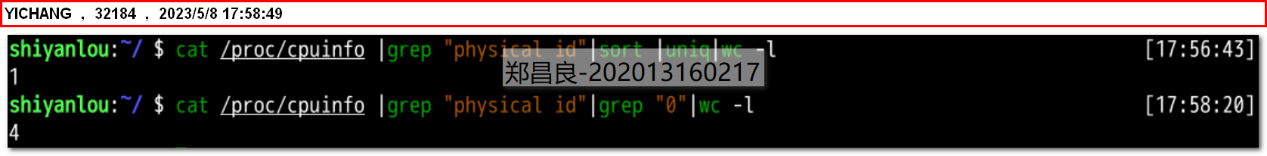 YICHANG , 32184 , 2023/5/8 17:58:49
shiyanlou:~/ $ cat /proc/cpuinfo |grep "physical id"|sort |uniq|wc -l [17:56:43]
郑昌良-202013160217
1
shiyanlou:~/ $ cat /proc/cpuinfo |grep "physical id"|grep "0"|wc -l [17:58:20]
4